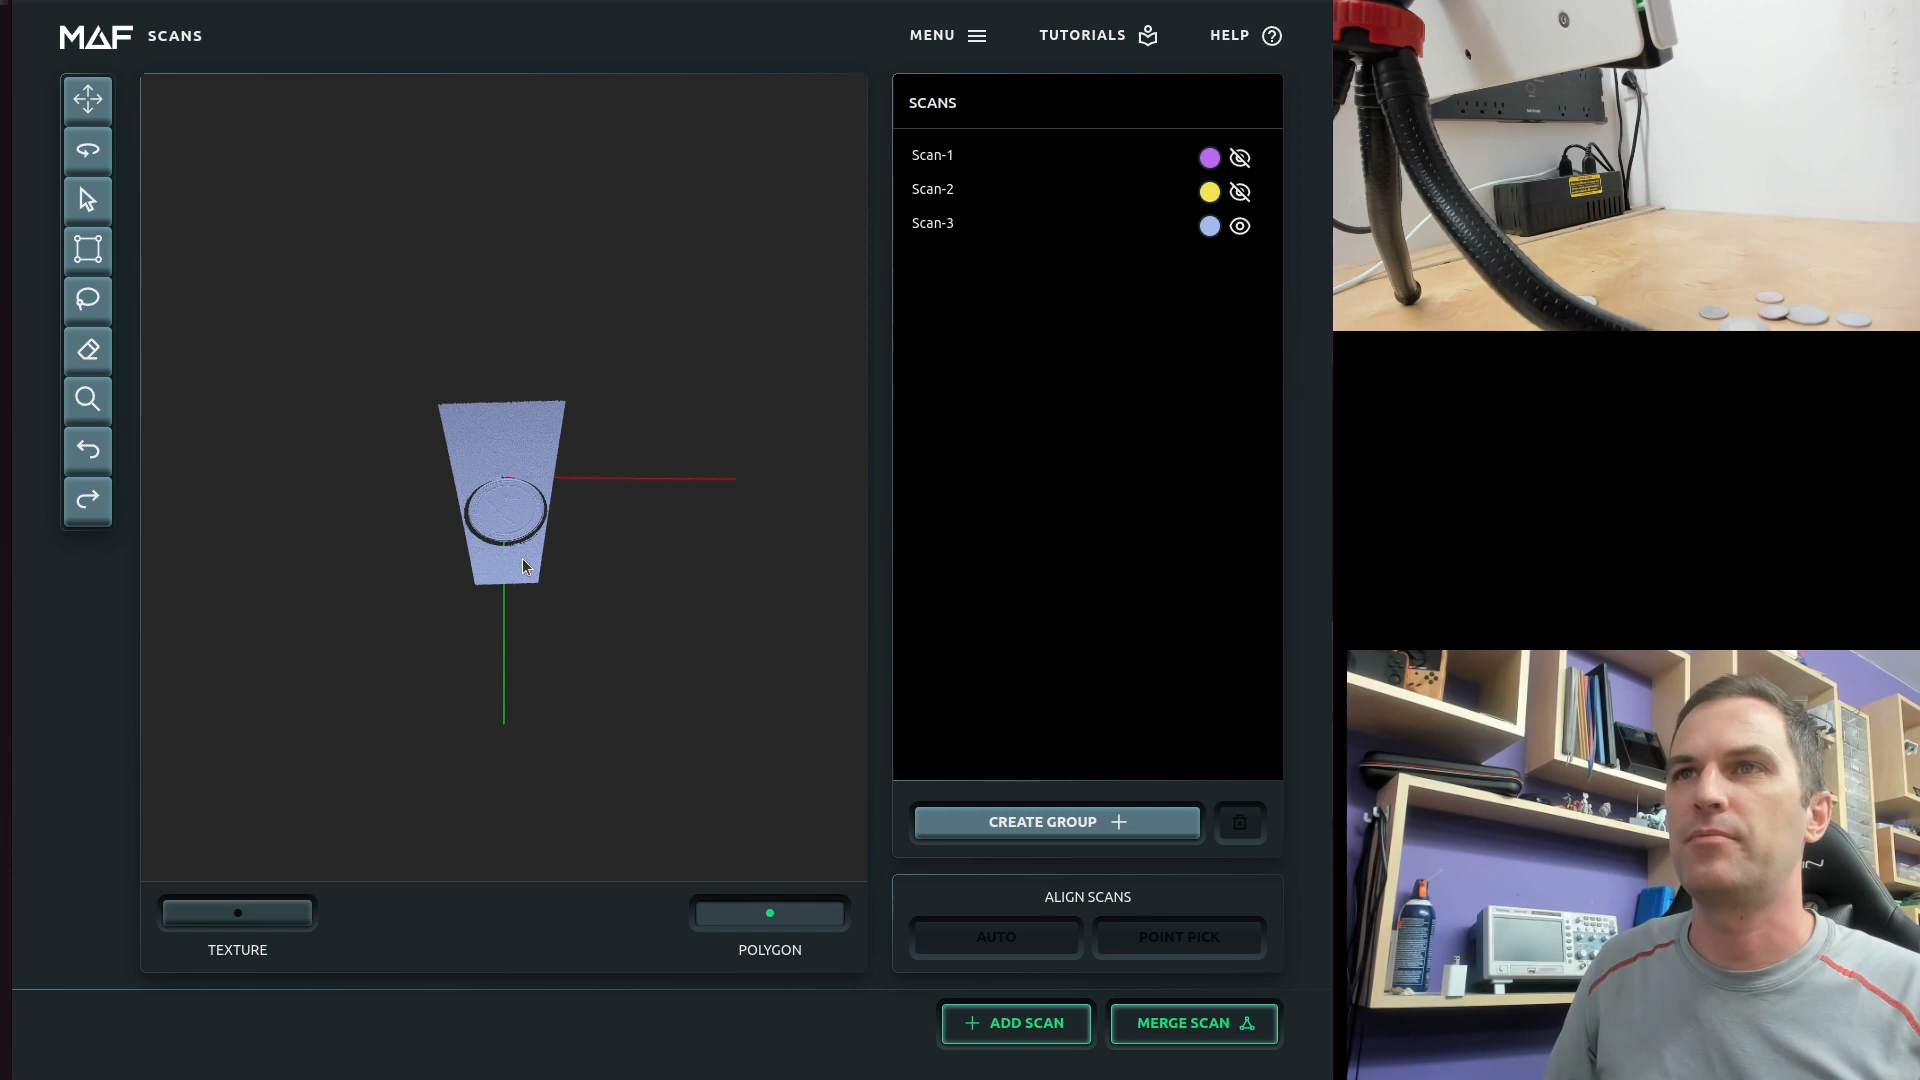 MAF SCANS
MENU
TUTORIALS
HELP
SCANS
Scan-1
Scan-2
Scan-3
CREATE GROUP
ALIGN SCANS
AUTO
POINT PICK
TEXTURE
POLYGON
ADD SCAN
MERGE SCAN